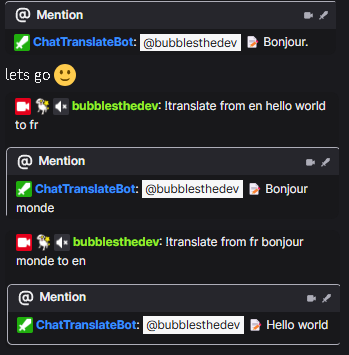 @ Mention
ChatTranslateBot: @bubblesthedev 📝 Bonjour.
lets go 🙂
bubblesthedev: !translate from en hello world
to fr
@ Mention
ChatTranslateBot: @bubblesthedev 📝 Bonjour
monde
bubblesthedev: !translate from fr bonjour
monde to en
@ Mention
ChatTranslateBot: @bubblesthedev 📝 Hello world